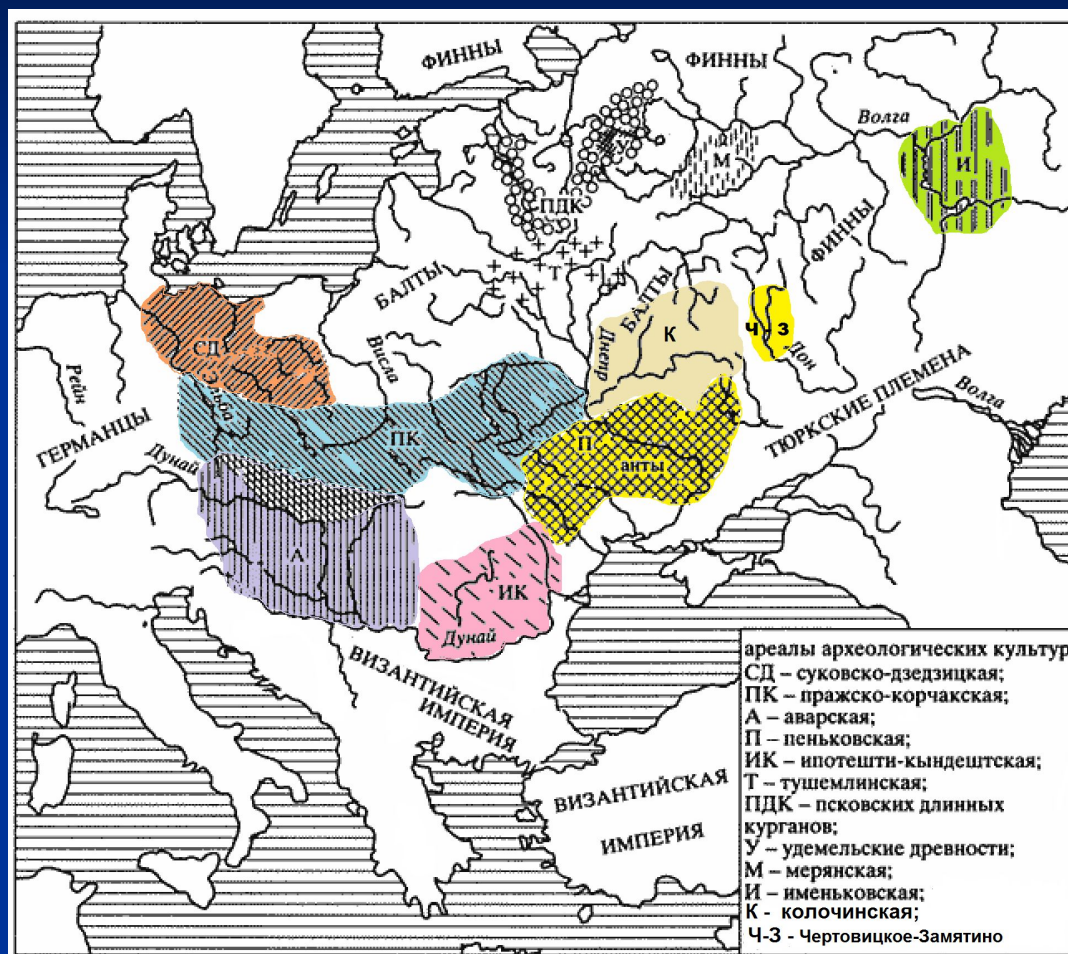 ФИННЫ
ФИННЫ
Волга
У
М
И
ПДК
ФИННЫ
Т
БАЛТЫ
БАЛТЫ
К
Ч З
СД
Днепр
Дон
Висла
Рейн
Эльба
ТЮРКСКИЕ ПЛЕМЕНА
Волга
ГЕРМАНЦЫ
ПК
П
анты
Дунай
А
ИК
Дунай
ВИЗАНТИЙСКАЯ
ИМПЕРИЯ
ВИЗАНТИЙСКАЯ
ИМПЕРИЯ
ареалы археологических культур
СД – суковско-дзедзицкая;
ПК – пражско-корчакская;
А – аварская;
П – пеньковская;
ИК – ипотешти-кындештская;
Т – тушемлинская;
ПДК – псковских длинных
курганов;
У – удемельские древности;
М – мерянская;
И – именьковская;
К - колочинская;
Ч-З - Чертовицкое-Замятино